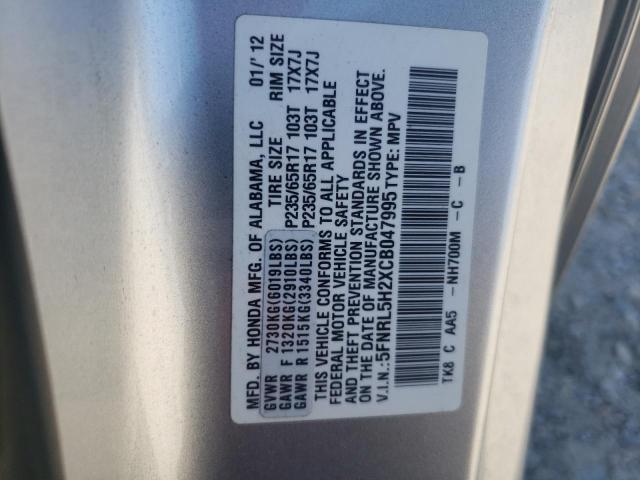 MFD. BY HONDA MFG. OF ALABAMA, LLC 01/'12
GVWR 2730KG(6019LBS) TIRE SIZE RIM SIZE
GAWR F 1320KG(2910LBS) P235/65R17 103T 17X7J
GAWR R 1515KG(3340LBS) P235/65R17 103T 17X7J
THIS VEHICLE CONFORMS TO ALL APPLICABLE
FEDERAL MOTOR VEHICLE SAFETY
AND THEFT PREVENTION STANDARDS IN EFFECT
ON THE DATE OF MANUFACTURE SHOWN ABOVE.
V.I.N.: 5FNRL5H2XCB047995 TYPE: MPV
TK8 C AA5 -NH700M -C -B